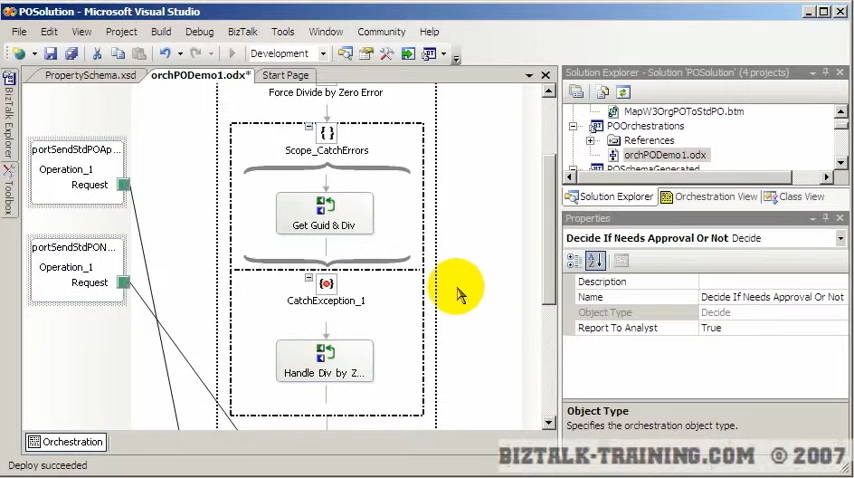 POSolution - Microsoft Visual Studio
File Edit View Project Build Debug BizTalk Tools Window Community Help
Development
PropertySchema.xsd orchPODemo1.odx* Start Page
BizTalk Explorer
Toolbox
Force Divide by Zero Error
Scope_CatchErrors
Get Guid & Div
CatchException_1
Handle Div by Z...
portSendStdPOAp...
Operation_1
Request
portSendStdPON...
Operation_1
Request
Orchestration
Deploy succeeded
Solution Explorer - Solution 'POSolution' (4 projects)
MapW3OrgPOToStdPO.btm
POOrchestrations
References
orchPODemo1.odx
POSchemaGenerated
Solution Explorer Orchestration View Class View
Properties
Decide If Needs Approval Or Not Decide
Description
Name Decide If Needs Approval Or Not
Object Type Decide
Report To Analyst True
Object Type
Specifies the orchestration object type.
BIZTALK-TRAINING.COM © 2007